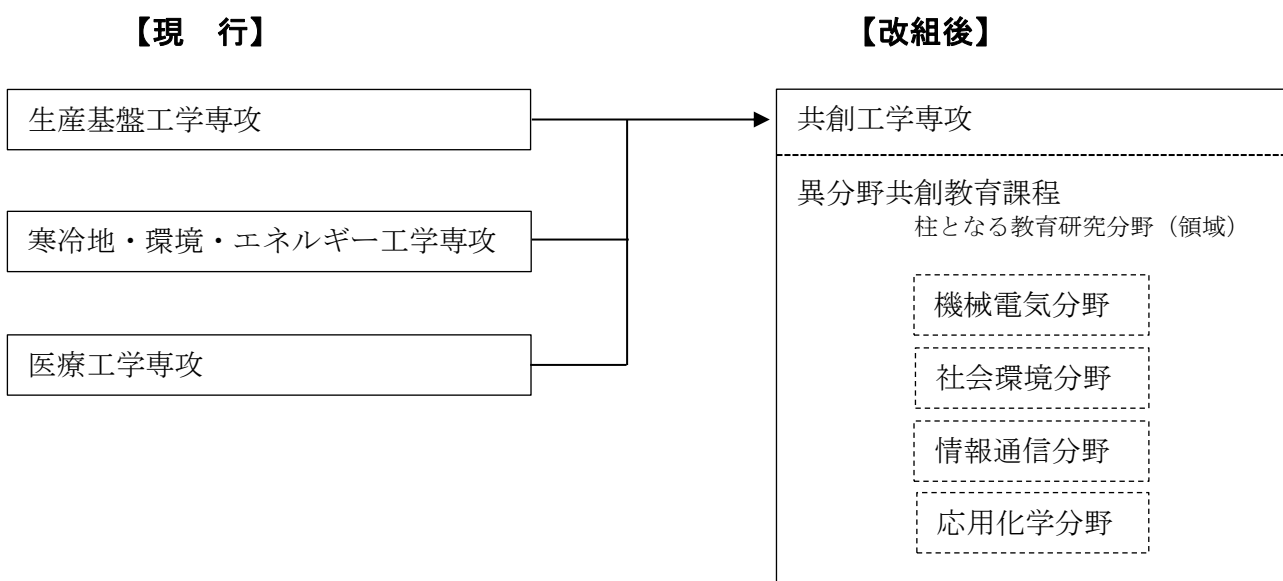 【現　行】
【改組後】
生産基盤工学専攻
寒冷地・環境・エネルギー工学専攻
医療工学専攻
共創工学専攻
異分野共創教育課程
柱となる教育研究分野（領域）
機械電気分野
社会環境分野
情報通信分野
応用化学分野